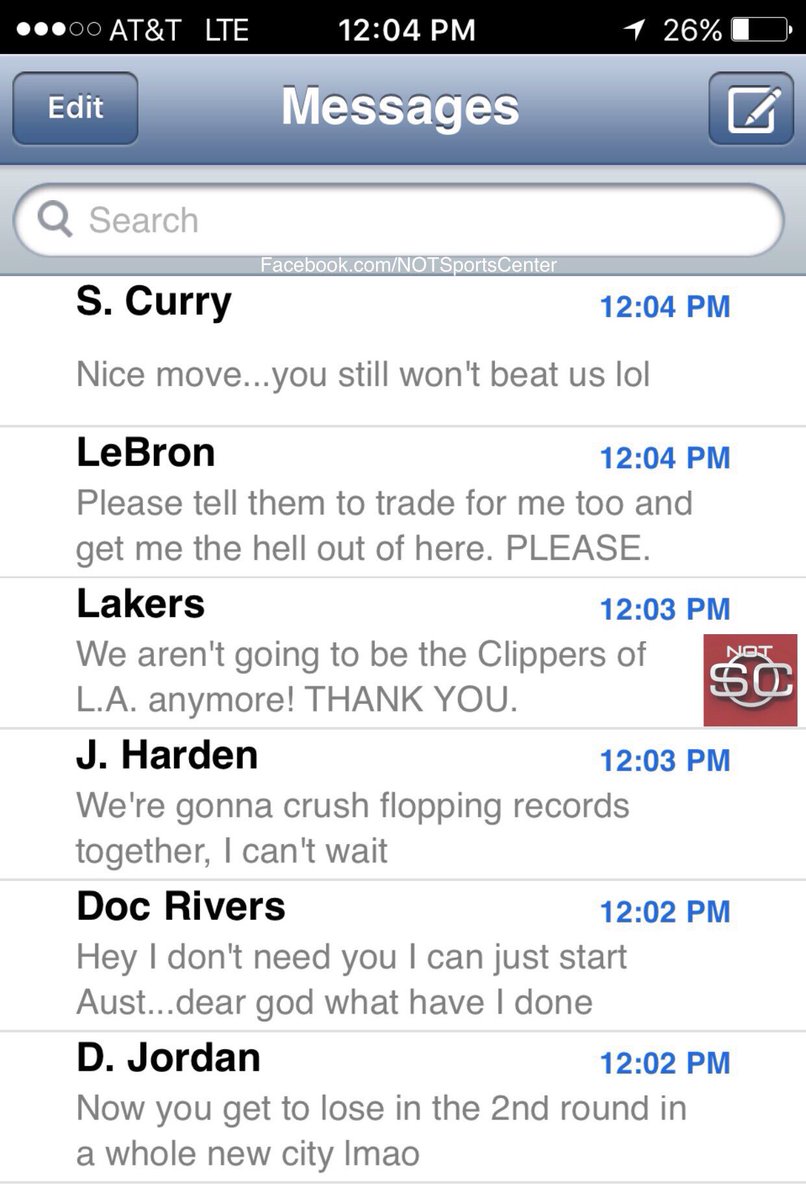 AT&T LTE 12:04 PM 26%
Edit Messages
Search
Facebook.com/NOTSportsCenter
S. Curry 12:04 PM
Nice move...you still won't beat us lol
LeBron 12:04 PM
Please tell them to trade for me too and
get me the hell out of here. PLEASE.
Lakers 12:03 PM
We aren't going to be the Clippers of
L.A. anymore! THANK YOU.
NOT
SC
J. Harden 12:03 PM
We're gonna crush flopping records
together, I can't wait
Doc Rivers 12:02 PM
Hey I don't need you I can just start
Aust...dear god what have I done
D. Jordan 12:02 PM
Now you get to lose in the 2nd round in
a whole new city lmao